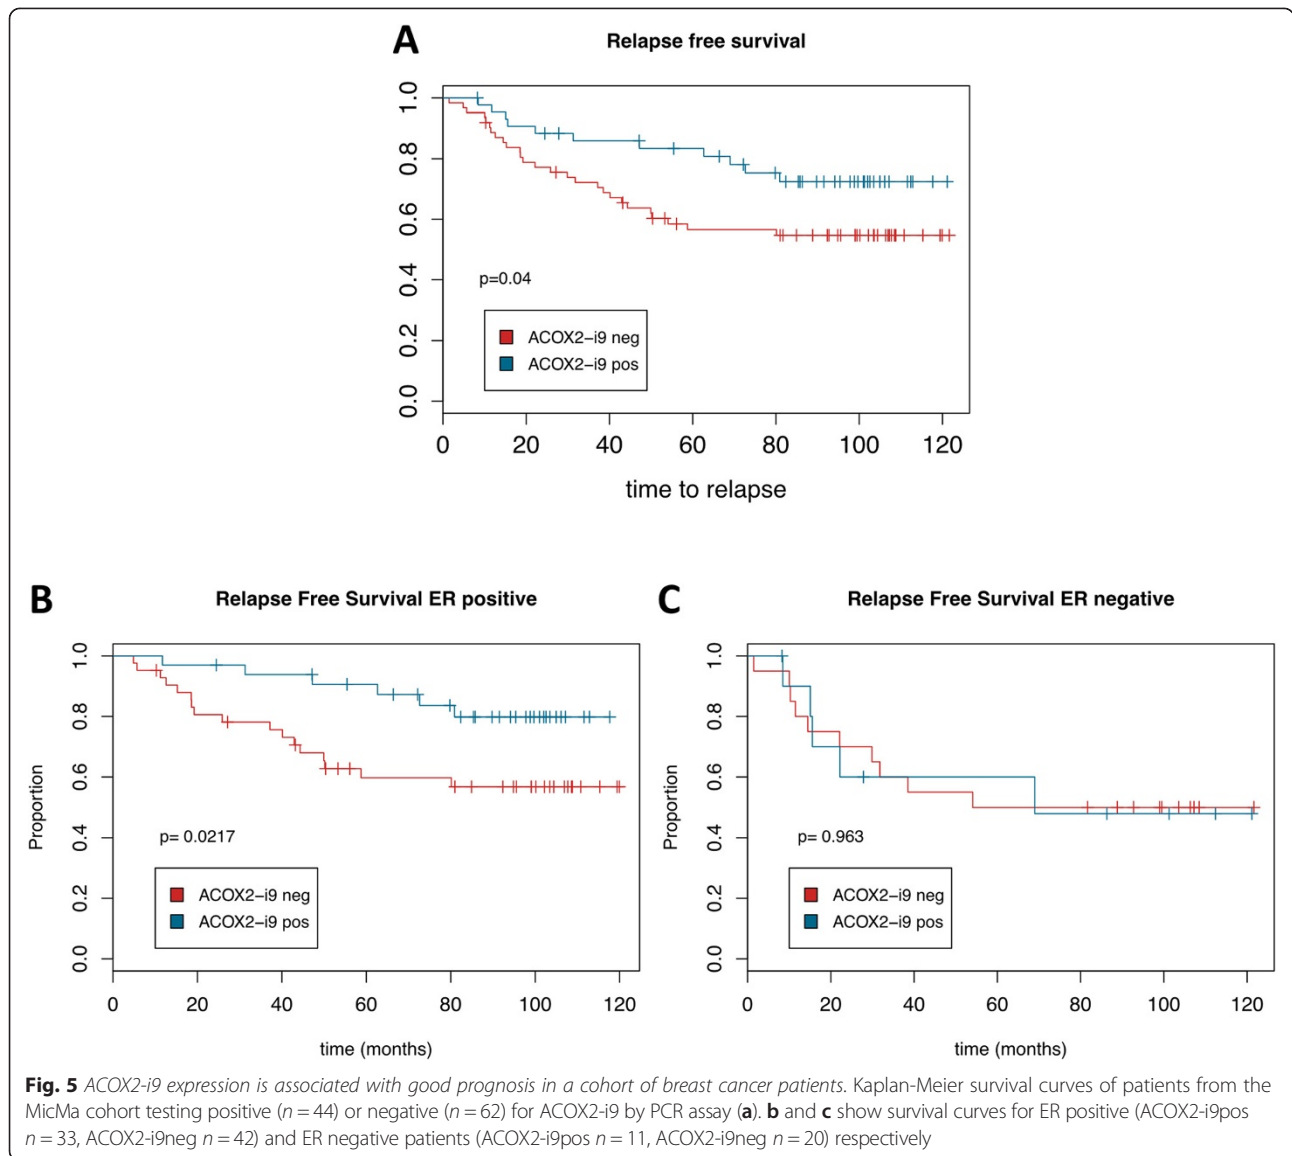 A
Relapse free survival
1.0
0.8
0.6
0.4
0.2
0.0
p=0.04
ACOX2−i9 neg
ACOX2−i9 pos
0 20 40 60 80 100 120
time to relapse
B
Relapse Free Survival ER positive
Proportion
1.0
0.8
0.6
0.4
0.2
0.0
p= 0.0217
ACOX2−i9 neg
ACOX2−i9 pos
0 20 40 60 80 100 120
time (months)
C
Relapse Free Survival ER negative
Proportion
1.0
0.8
0.6
0.4
0.2
0.0
p= 0.963
ACOX2−i9 neg
ACOX2−i9 pos
0 20 40 60 80 100 120
time (months)
Fig. 5 ACOX2-i9 expression is associated with good prognosis in a cohort of breast cancer patients. Kaplan-Meier survival curves of patients from the
MicMa cohort testing positive (n = 44) or negative (n = 62) for ACOX2-i9 by PCR assay (a). b and c show survival curves for ER positive (ACOX2-i9pos
n = 33, ACOX2-i9neg n = 42) and ER negative patients (ACOX2-i9pos n = 11, ACOX2-i9neg n = 20) respectively